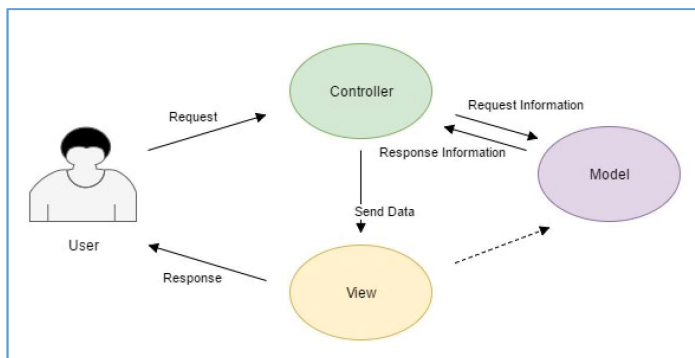 Controller
Request Information
Request
Response Information
Model
Send Data
User
Response
View